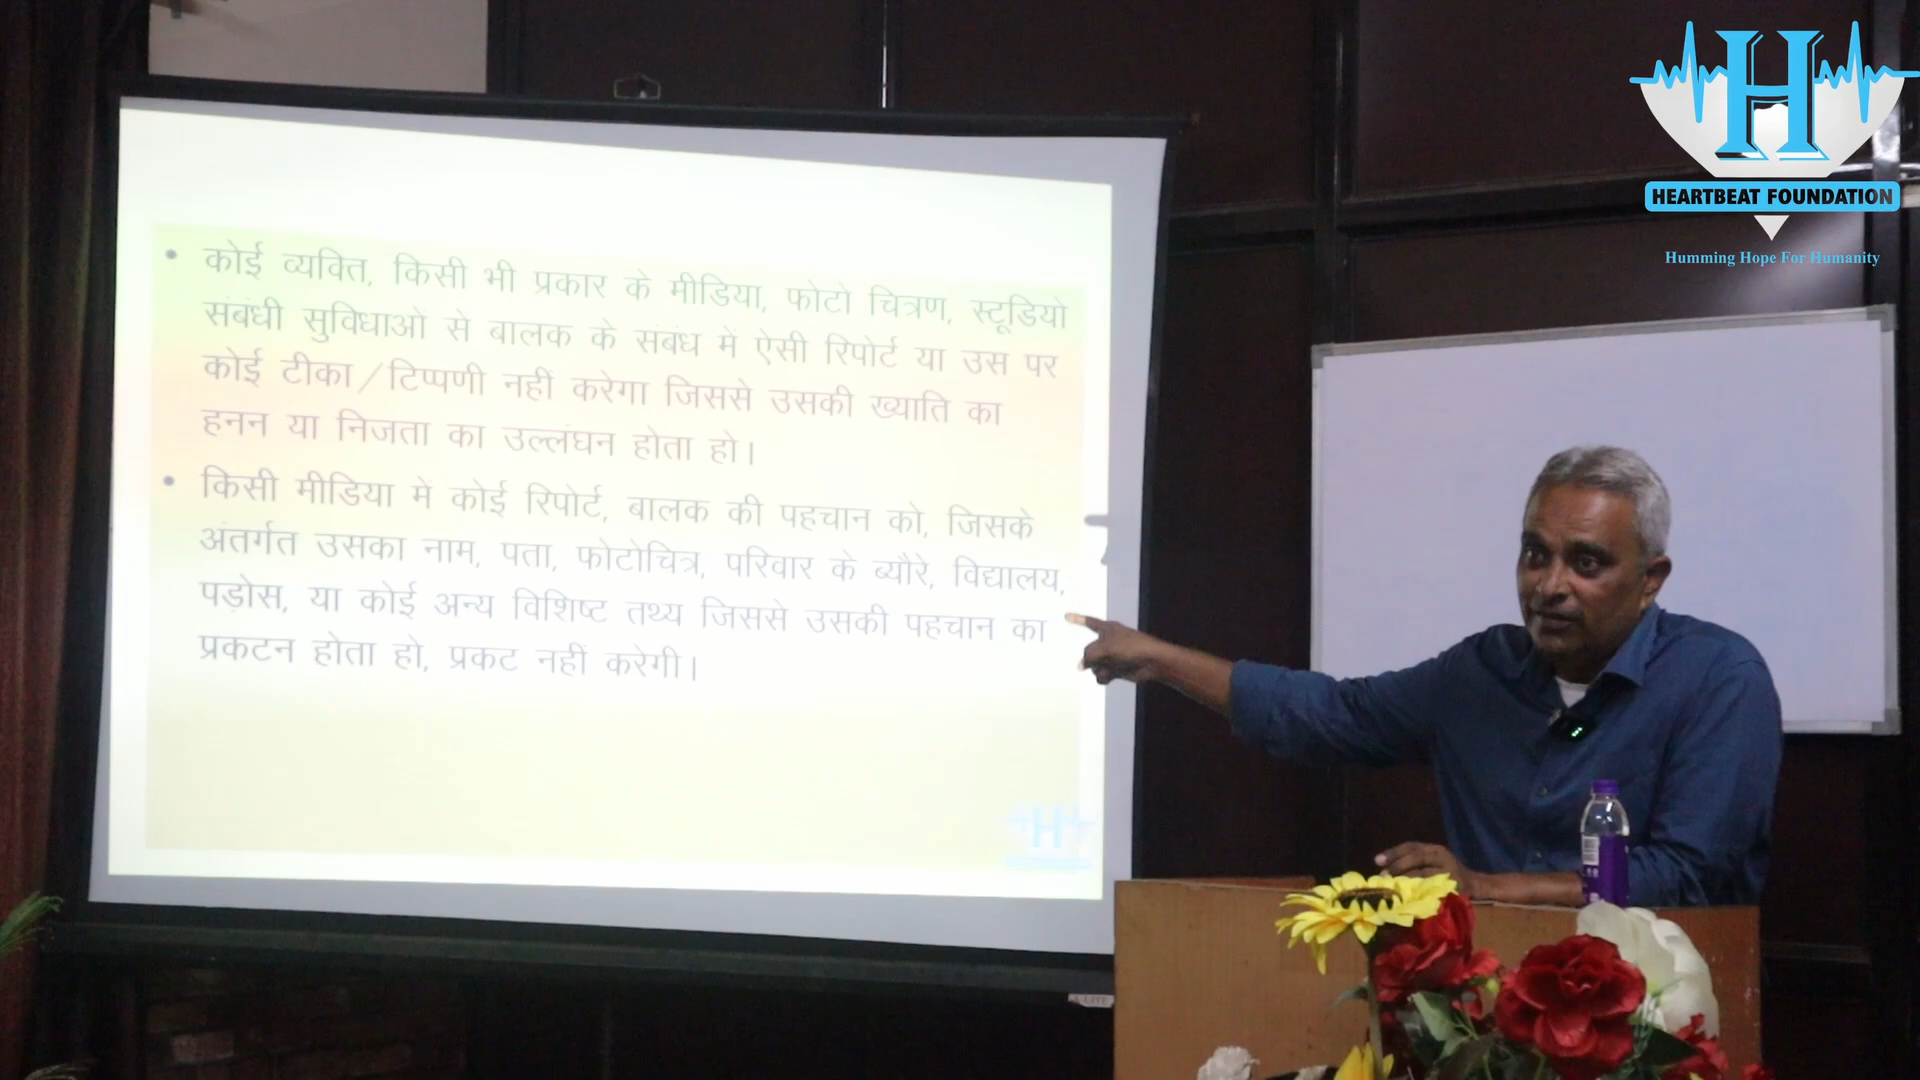 कोई व्यक्ति, किसी भी प्रकार के मीडिया, फोटो चित्रण, स्टूडियो
संबंधी सुविधाओं से बालक के संबंध में ऐसी रिपोर्ट या उस पर
कोई टीका/टिप्पणी नहीं करेगा जिससे उसकी ख्याति का
हनन या निजता का उल्लंघन होता हो।
किसी मीडिया में कोई रिपोर्ट, बालक की पहचान को, जिसके
अंतर्गत उसका नाम, पता, फोटोचित्र, परिवार के ब्यौरे, विद्यालय,
पड़ोस, या कोई अन्य विशिष्ट तथ्य जिससे उसकी पहचान का
प्रकटन होता हो, प्रकट नहीं करेगी।
H
H
HEARTBEAT FOUNDATION
Humming Hope For Humanity